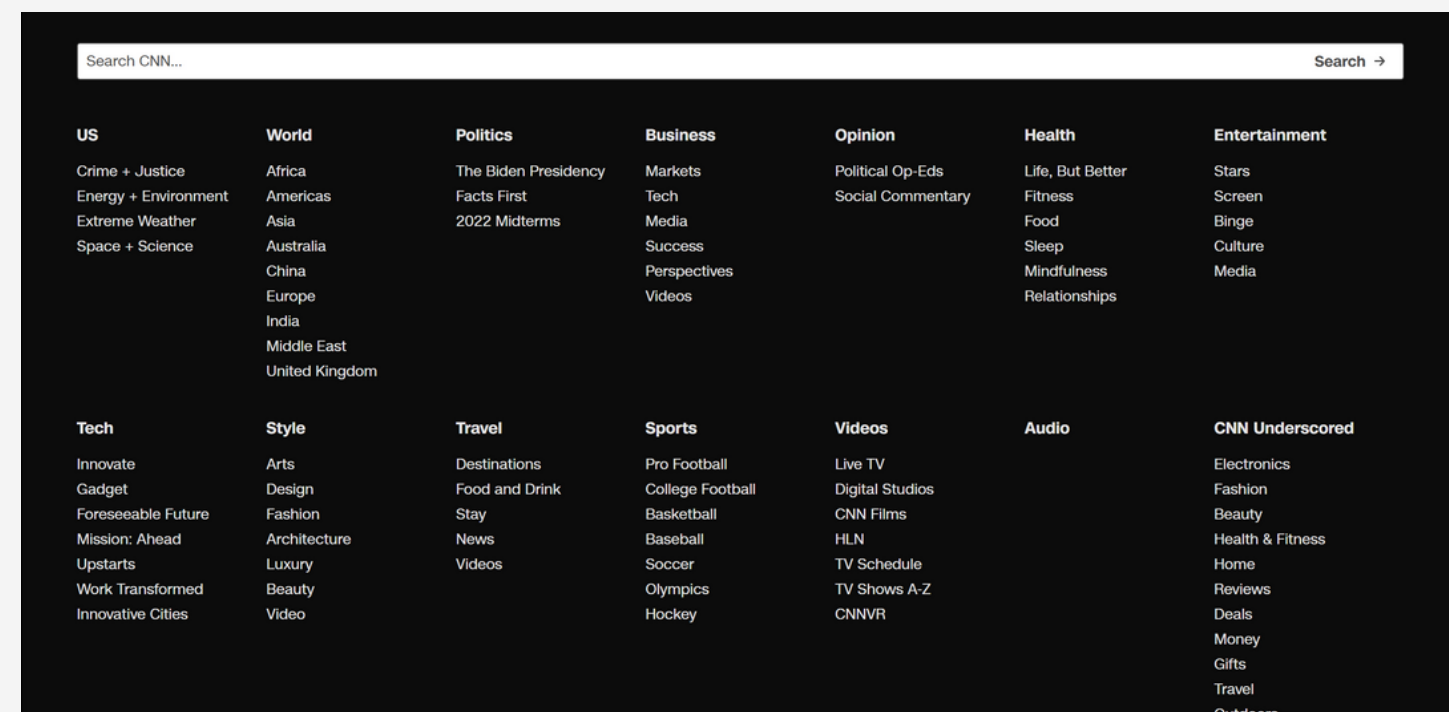 Search CNN... Search →
US
Crime + Justice
Energy + Environment
Extreme Weather
Space + Science
World
Africa
Americas
Asia
Australia
China
Europe
India
Middle East
United Kingdom
Politics
The Biden Presidency
Facts First
2022 Midterms
Business
Markets
Tech
Media
Success
Perspectives
Videos
Opinion
Political Op-Eds
Social Commentary
Health
Life, But Better
Fitness
Food
Sleep
Mindfulness
Relationships
Entertainment
Stars
Screen
Binge
Culture
Media
Tech
Innovate
Gadget
Foreseeable Future
Mission: Ahead
Upstarts
Work Transformed
Innovative Cities
Style
Arts
Design
Fashion
Architecture
Luxury
Beauty
Video
Travel
Destinations
Food and Drink
Stay
News
Videos
Sports
Pro Football
College Football
Basketball
Baseball
Soccer
Olympics
Hockey
Videos
Live TV
Digital Studios
CNN Films
HLN
TV Schedule
TV Shows A-Z
CNNVR
Audio
CNN Underscored
Electronics
Fashion
Beauty
Health & Fitness
Home
Reviews
Deals
Money
Gifts
Travel